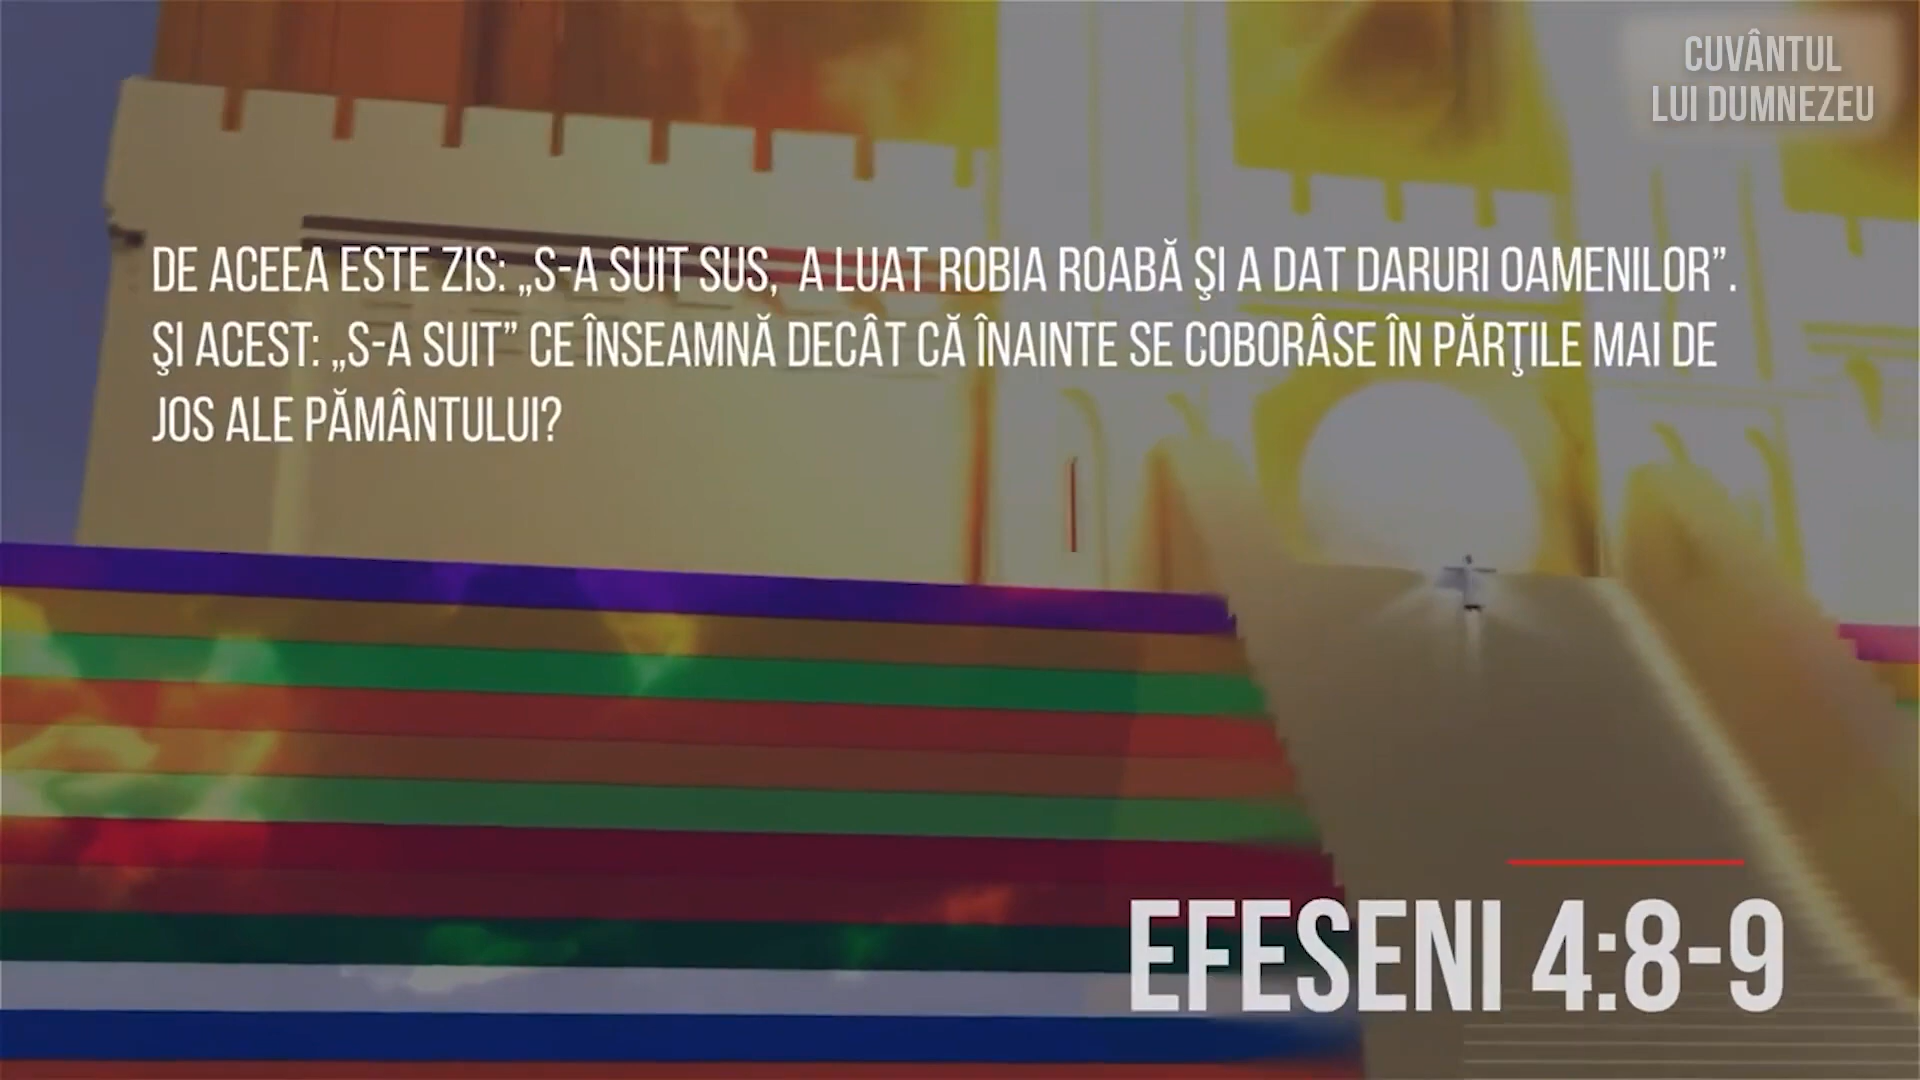 CUVÂNTUL
LUI DUMNEZEU
DE ACEEA ESTE ZIS: „S-A SUIT SUS, A LUAT ROBIA ROABĂ ŞI A DAT DARURI OAMENILOR”.
ŞI ACEST: „S-A SUIT” CE ÎNSEAMNĂ DECÂT CĂ ÎNAINTE SE COBORÂSE ÎN PĂRŢILE MAI DE
JOS ALE PĂMÂNTULUI?
EFESENI 4:8-9